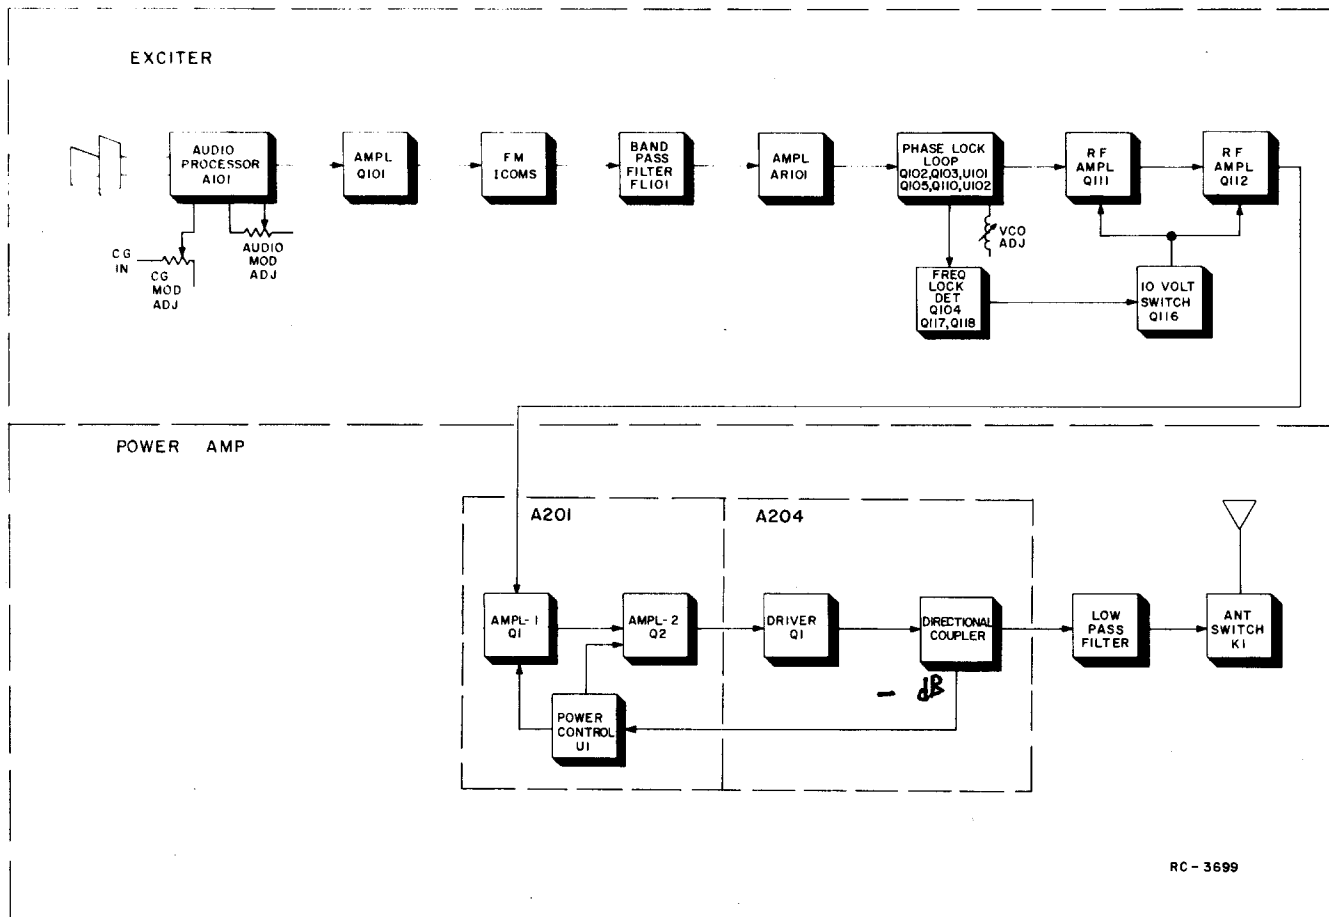 EXCITER
AUDIO
PROCESSOR
A101
AMPL
Q101
FM
ICOMS
BAND
PASS
FILTER
FL101
AMPL
AR101
PHASE LOCK
LOOP
Q102,Q103,U101
Q105,Q110,U102
RF
AMPL
Q111
RF
AMPL
Q112
CG
IN
CG
MOD
ADJ
AUDIO
MOD
ADJ
VCO
ADJ
FREQ
LOCK
DET
Q104
Q117,Q118
10 VOLT
SWITCH
Q116
POWER AMP
A201
A204
AMPL-1
Q1
AMPL-2
Q2
DRIVER
Q1
DIRECTIONAL
COUPLER
LOW
PASS
FILTER
ANT
SWITCH
K1
- dB
POWER
CONTROL
U1
RC-3699